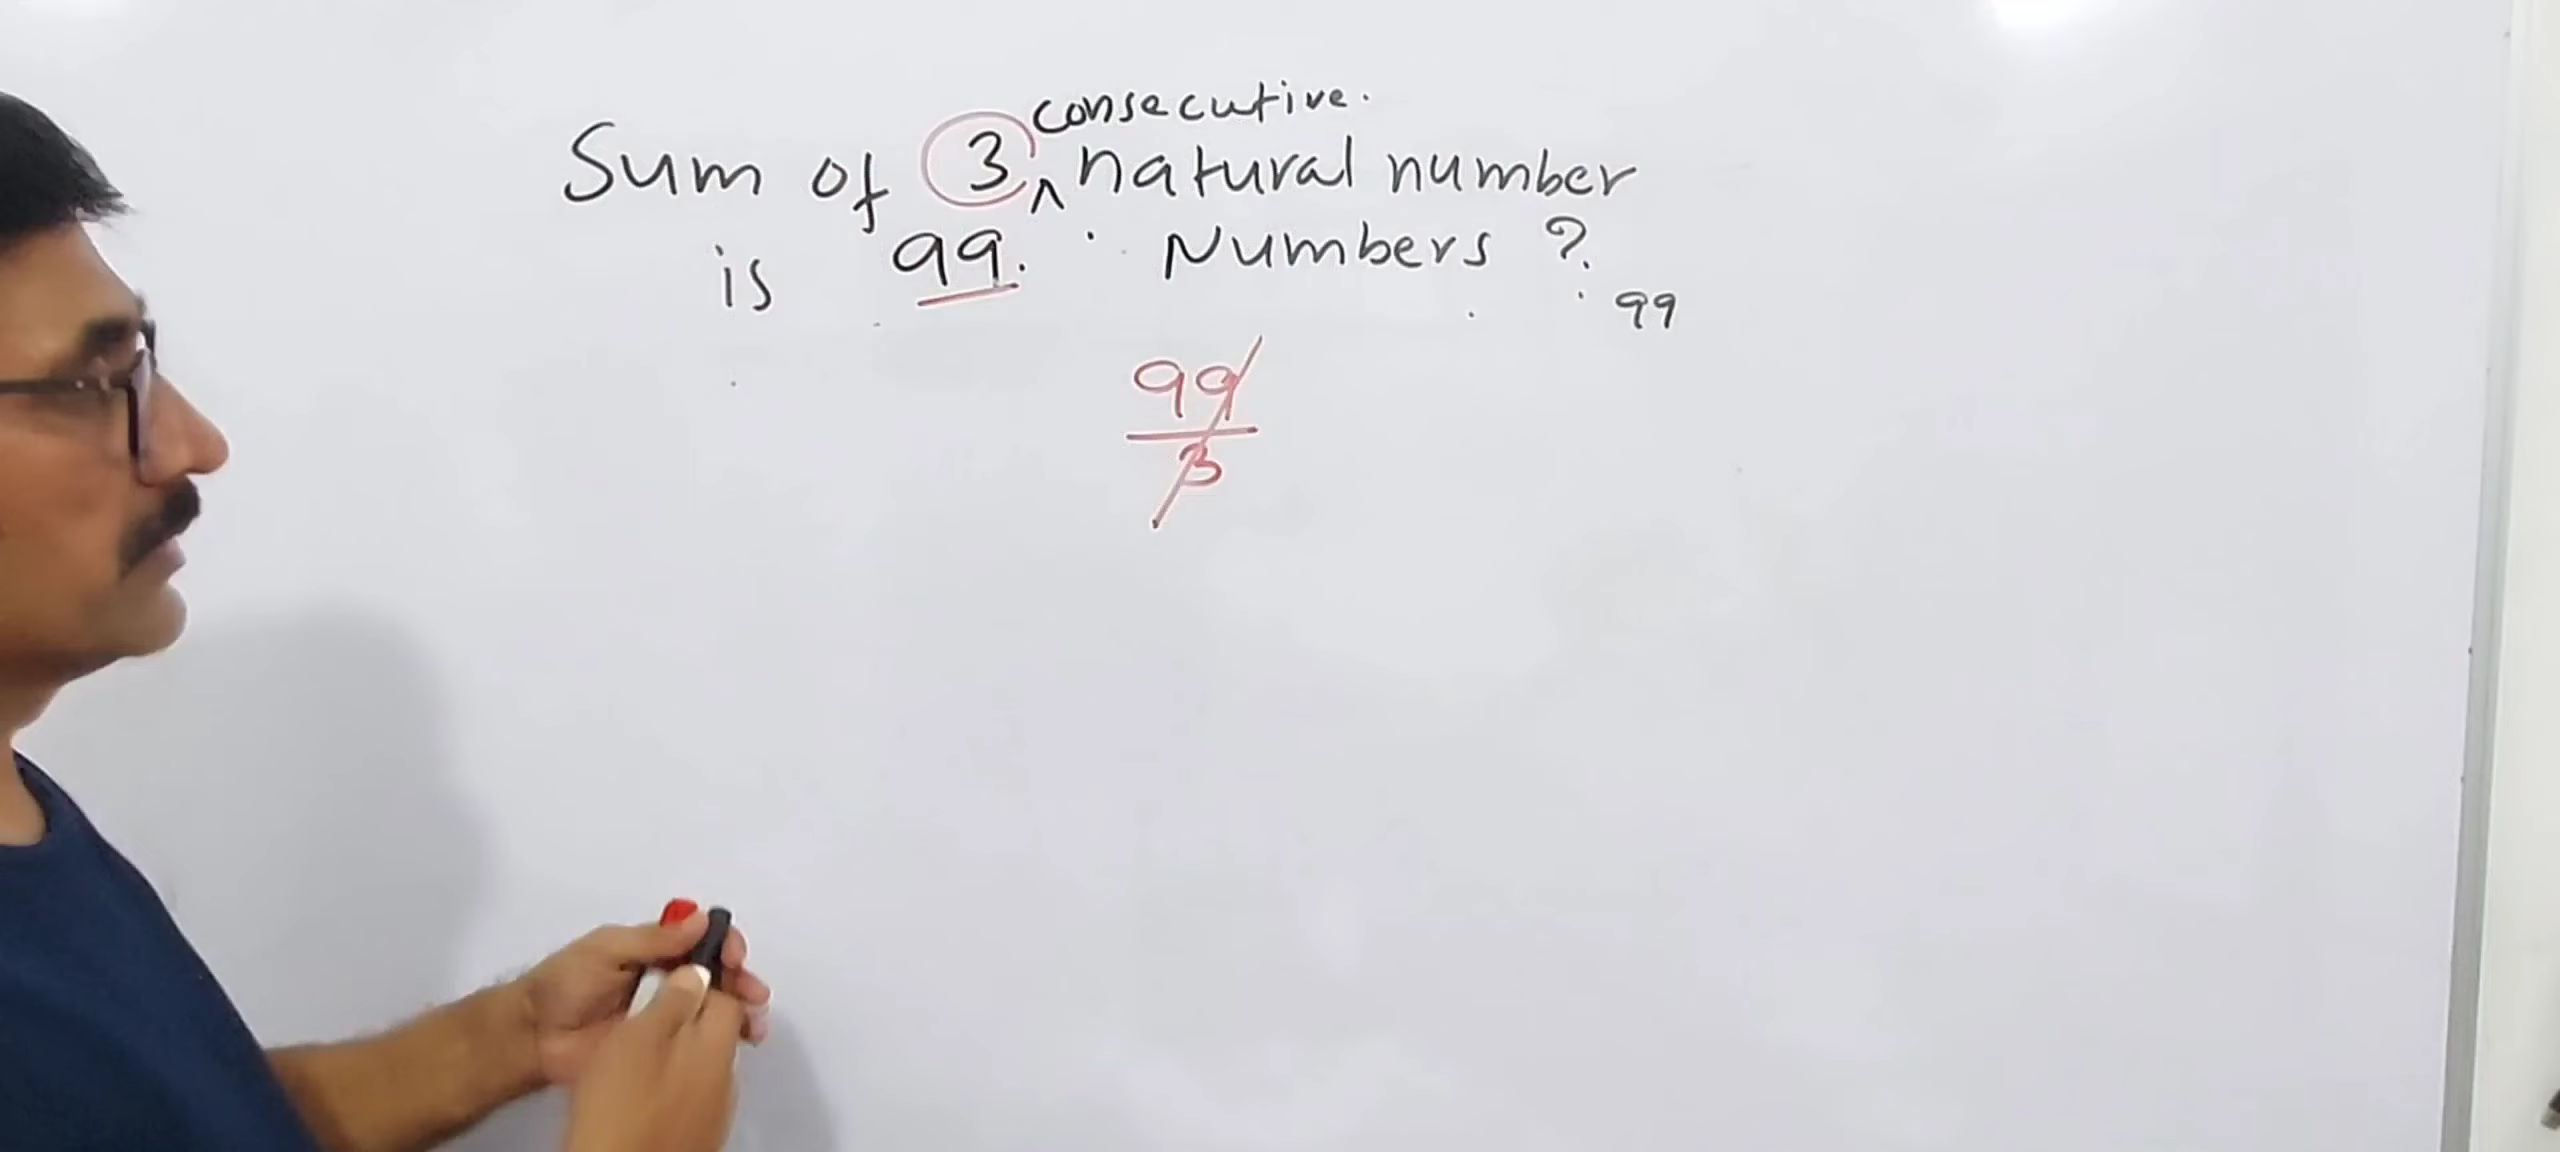 consecutive.
Sum of 3 ^ natural number
is 99. Numbers ?
99
99
3